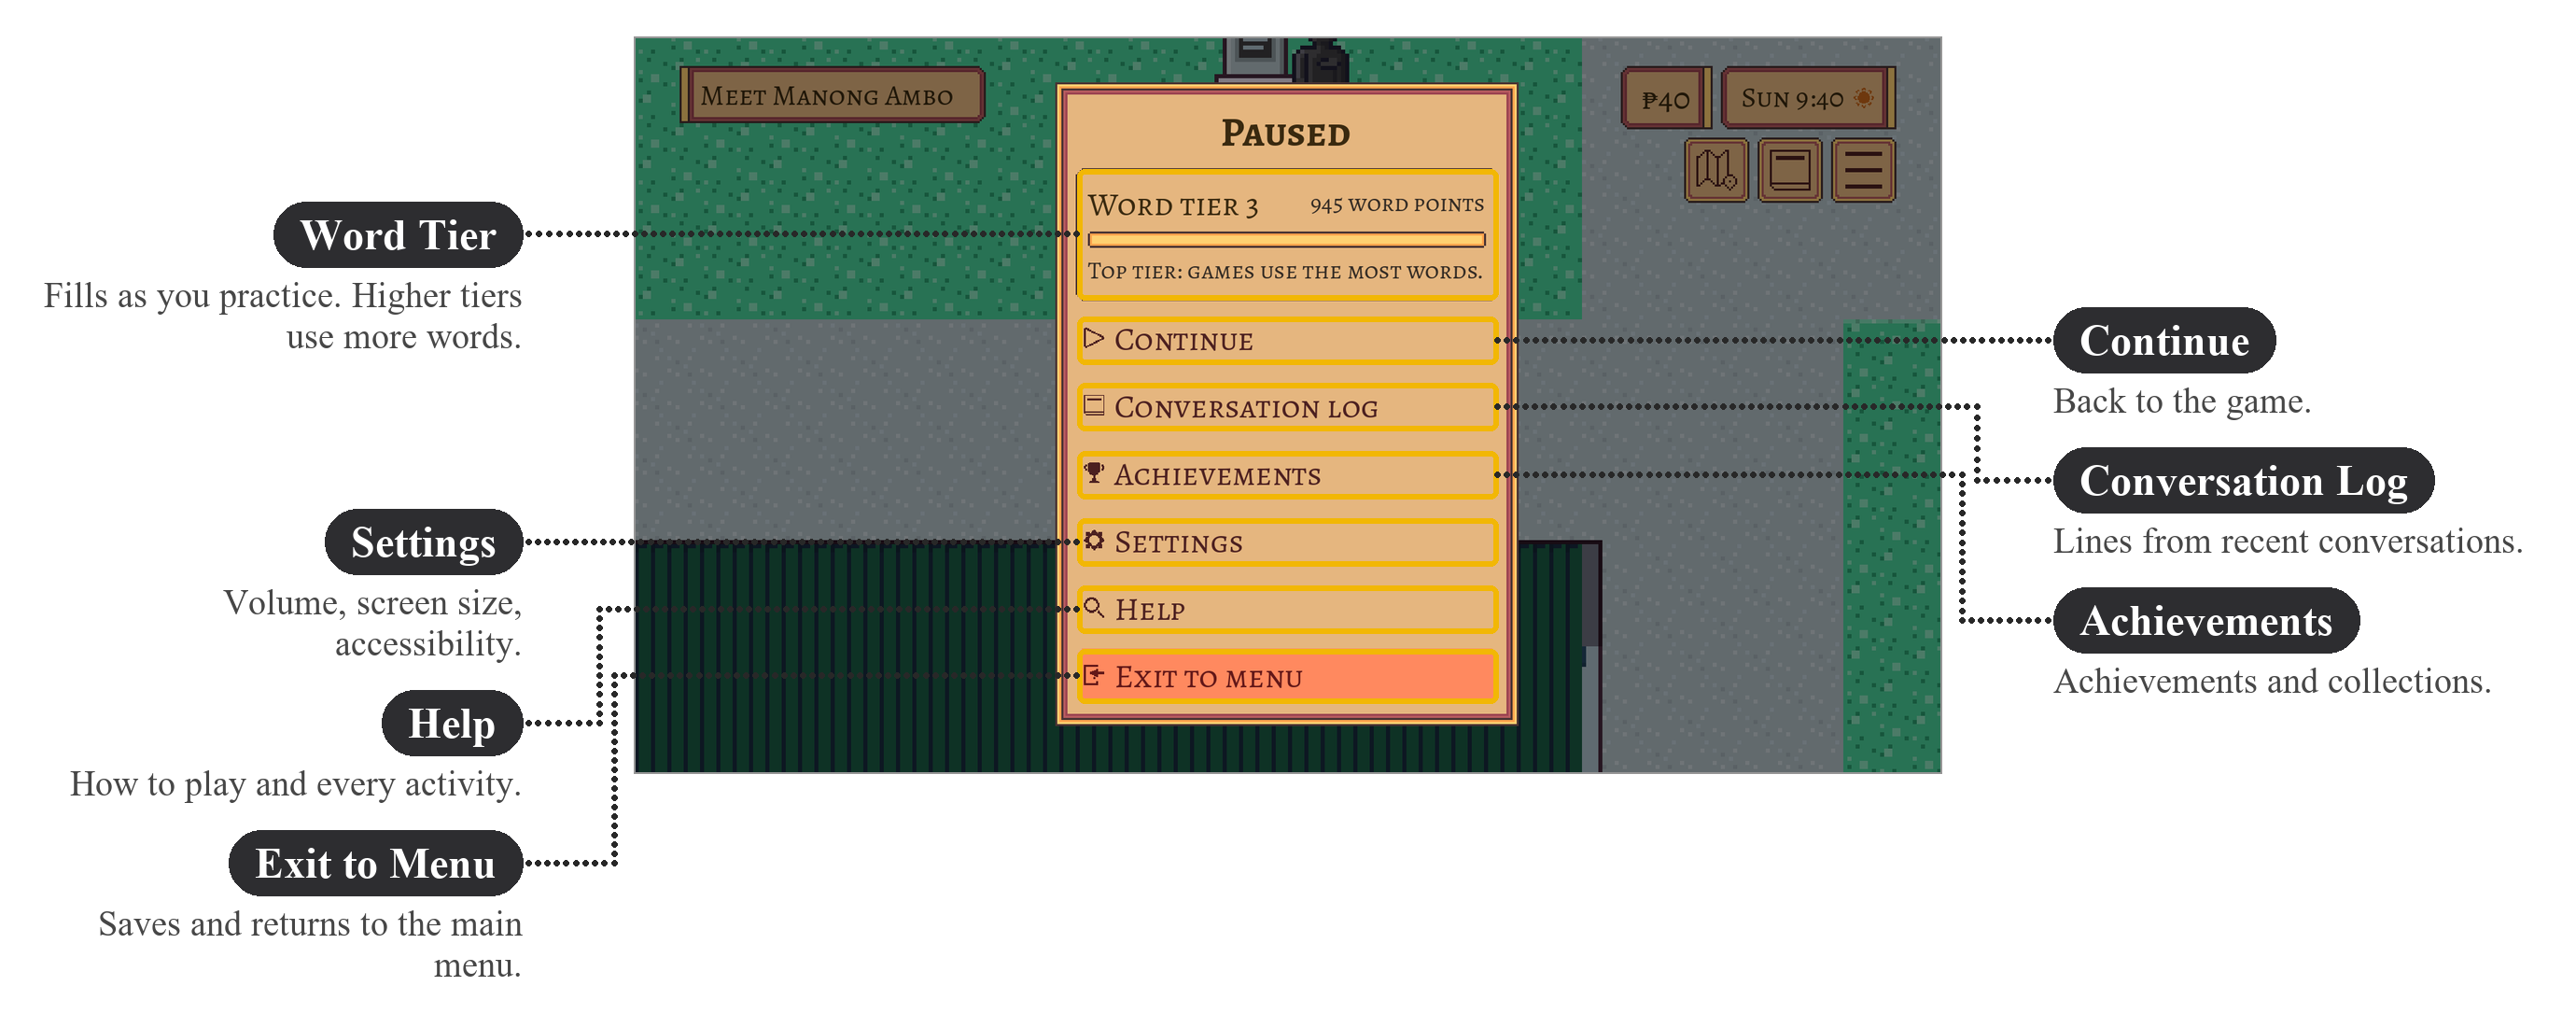 Meet Manong Ambo
₱40
Sun 9:40
Paused
Word tier 3
945 word points
Top tier: games use the most words.
Continue
Conversation log
Achievements
Settings
Help
Exit to menu
Word Tier
Fills as you practice. Higher tiers
use more words.
Settings
Volume, screen size,
accessibility.
Help
How to play and every activity.
Exit to Menu
Saves and returns to the main
menu.
Continue
Back to the game.
Conversation Log
Lines from recent conversations.
Achievements
Achievements and collections.